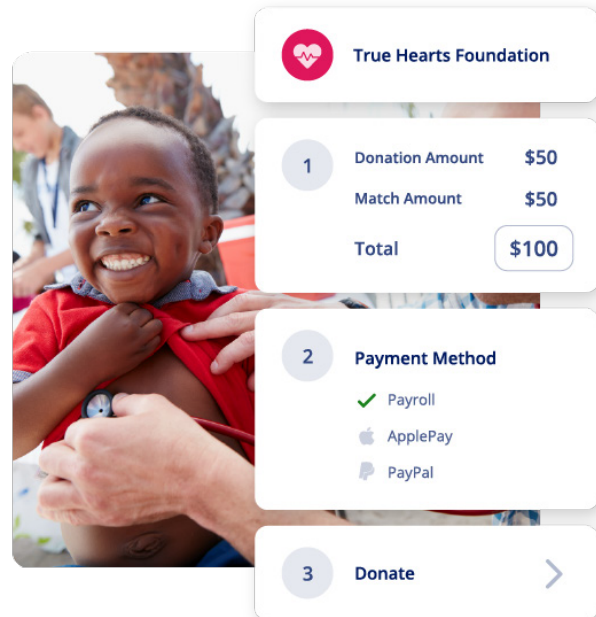 True Hearts Foundation
1
Donation Amount $50
Match Amount $50
Total $100
2
Payment Method
Payroll
ApplePay
PayPal
3
Donate